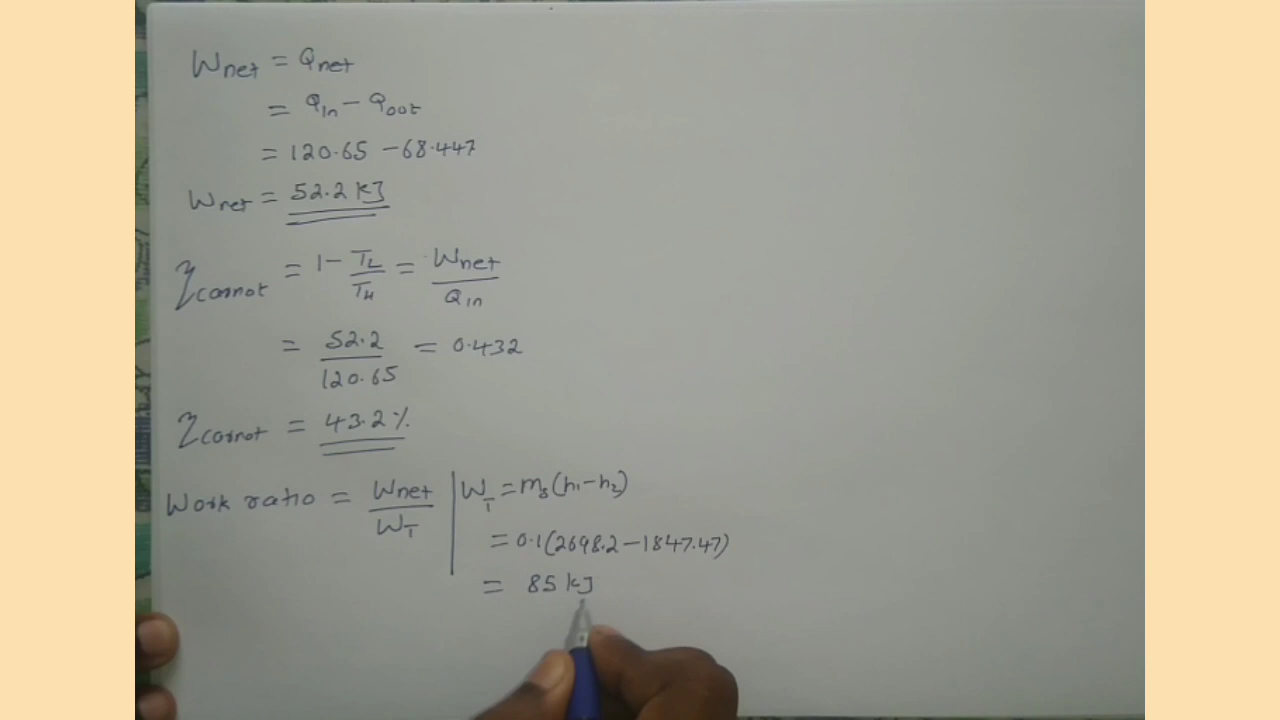 Wnet = Qnet
= Qin - Qout
= 120.65 - 68.447
Wnet = 52.2 kJ
ηcarnot = 1 - TL/TH = Wnet/Qin
= 52.2/120.65 = 0.432
ηcarnot = 43.2%
Work ratio = Wnet/WT | WT = ms(h1-h2)
= 0.1(2698.2-1847.47)
= 85 kJ